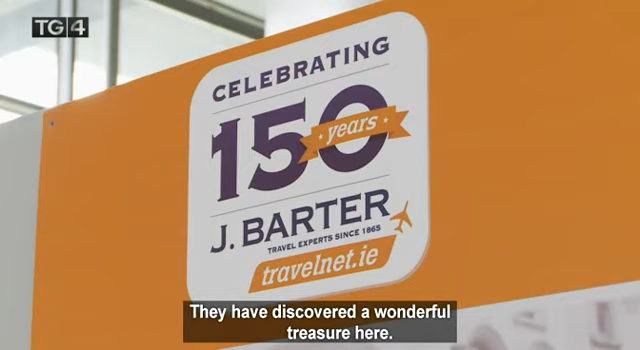 TG4
CELEBRATING
150
years
J. BARTER
TRAVEL EXPERTS SINCE 1865
travelnet.ie
They have discovered a wonderful
treasure here.